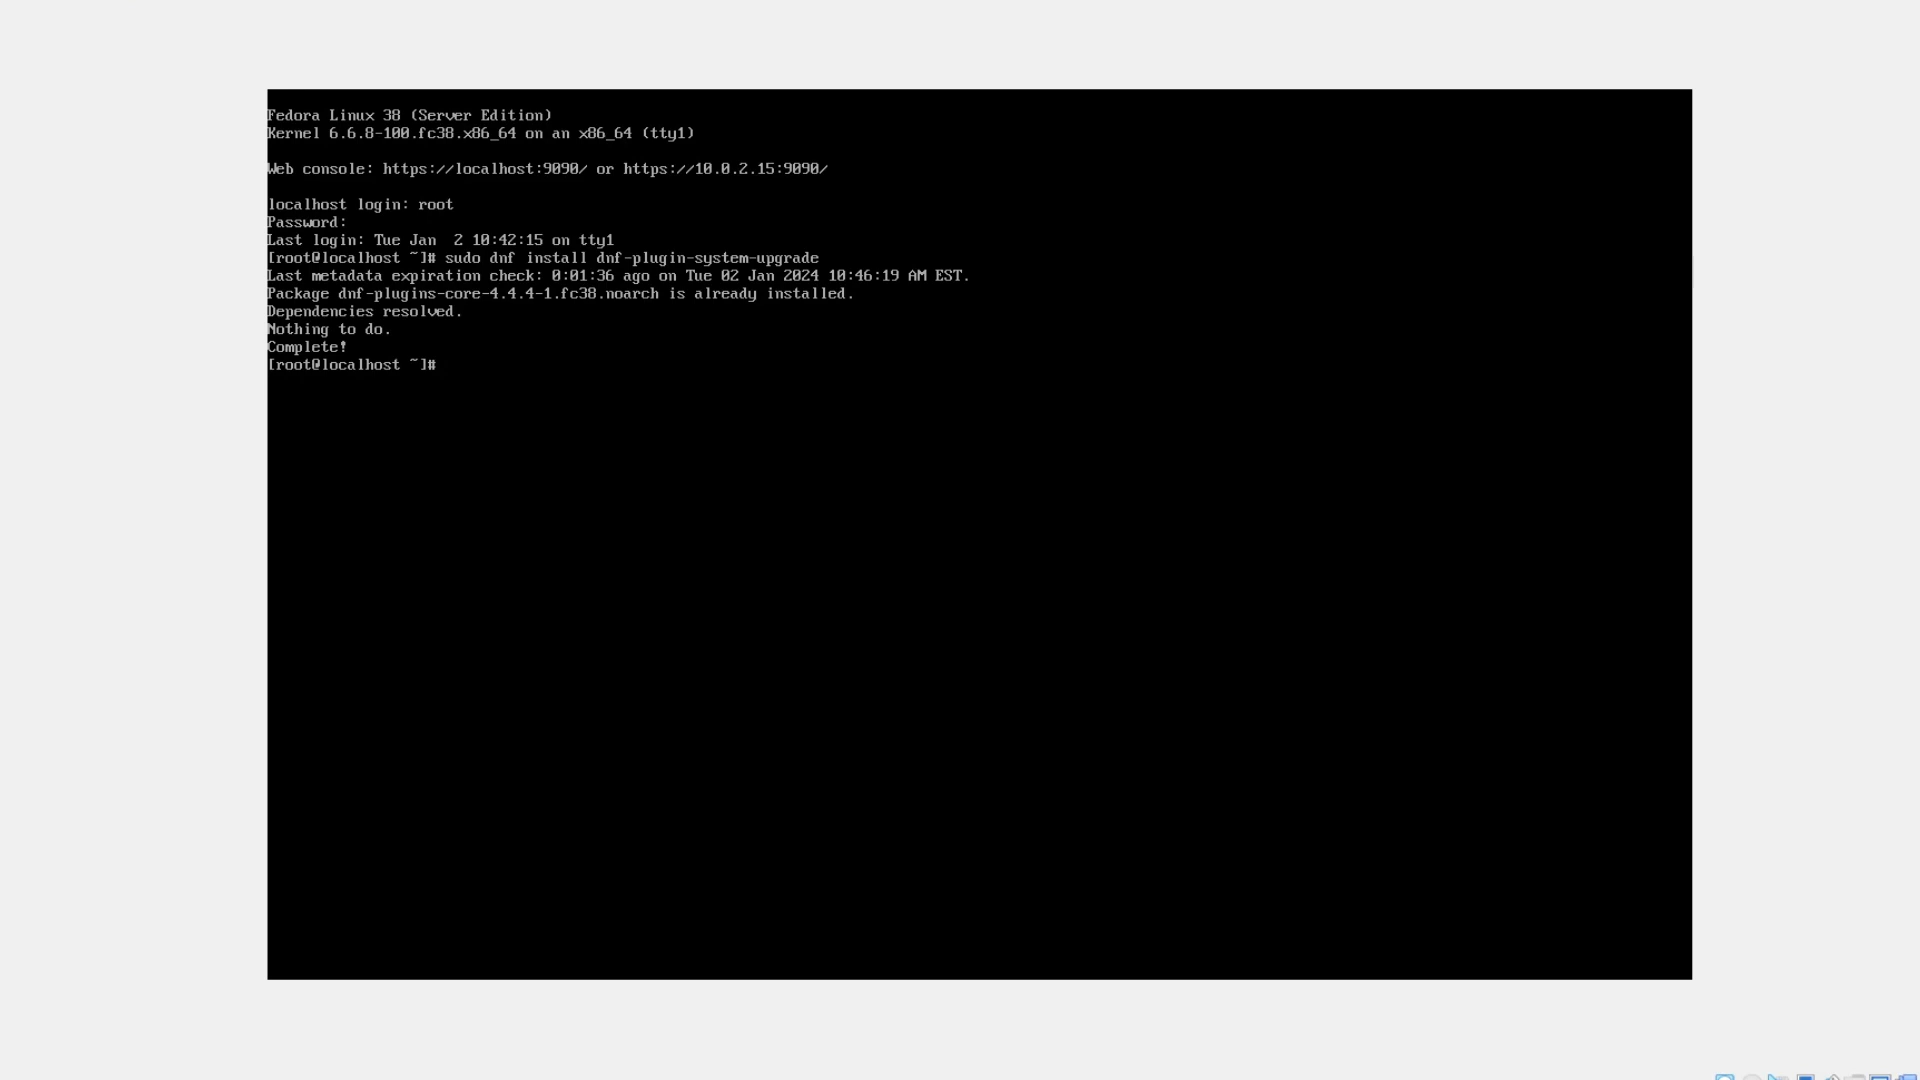 Fedora Linux 38 (Server Edition)
Kernel 6.6.8-100.fc38.x86_64 on an x86_64 (tty1)
Web console: https://localhost:9090/ or https://10.0.2.15:9090/
localhost login: root
Password:
Last login: Tue Jan  2 10:42:15 on tty1
[root@localhost ~]# sudo dnf install dnf-plugin-system-upgrade
Last metadata expiration check: 0:01:36 ago on Tue 02 Jan 2024 10:46:19 AM EST.
Package dnf-plugins-core-4.4.4-1.fc38.noarch is already installed.
Dependencies resolved.
Nothing to do.
Complete!
[root@localhost ~]#